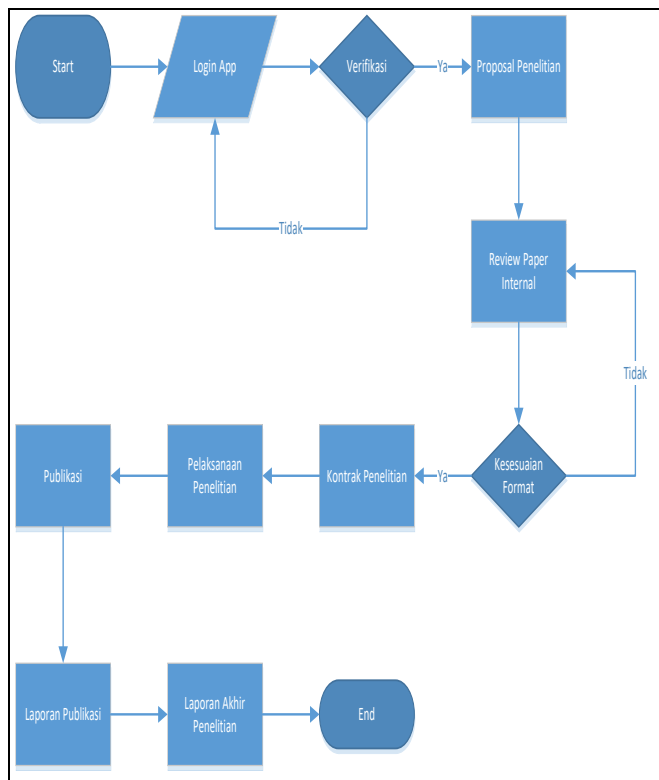 Start
Login App
Verifikasi
Ya
Proposal Penelitian
Tidak
Review Paper
Internal
Tidak
Publikasi
Pelaksanaan
Penelitian
Kontrak Penelitian
Ya
Kesesuaian
Format
Laporan Publikasi
Laporan Akhir
Penelitian
End